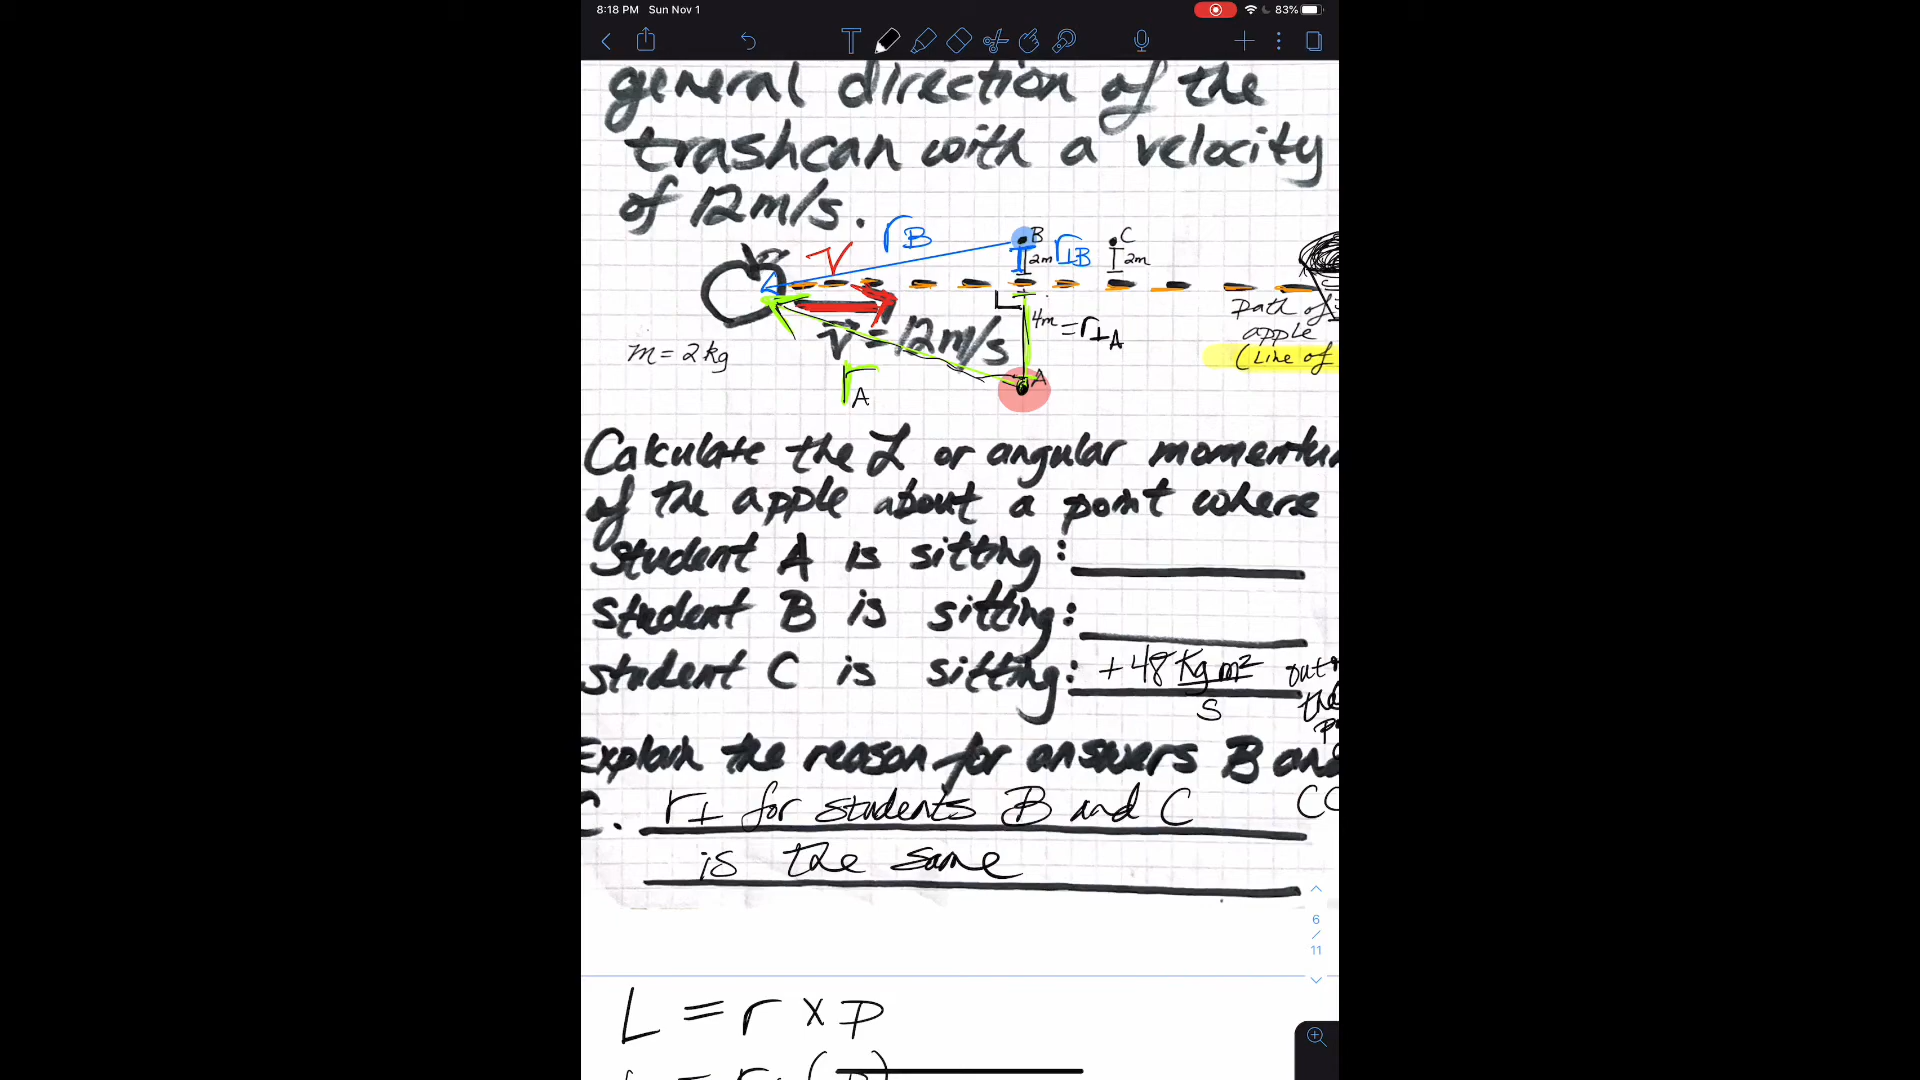 8:18 PM Sun Nov 1 83%
general direction of the
trashcan with a velocity
of 12m/s.
V rB B r⊥B C
2m 2m
4m = r⊥A
v = 12m/s
m = 2kg
rA A
path of
apple
(Line of
Calculate the L or angular momentu
of the apple about a point where
student A is sitting:
student B is sitting:
student C is sitting: +48 kg m²/s out
the
Explain the reason for answers B and
C. r⊥ for students B and C
is the same
6
/
11
L = r x p